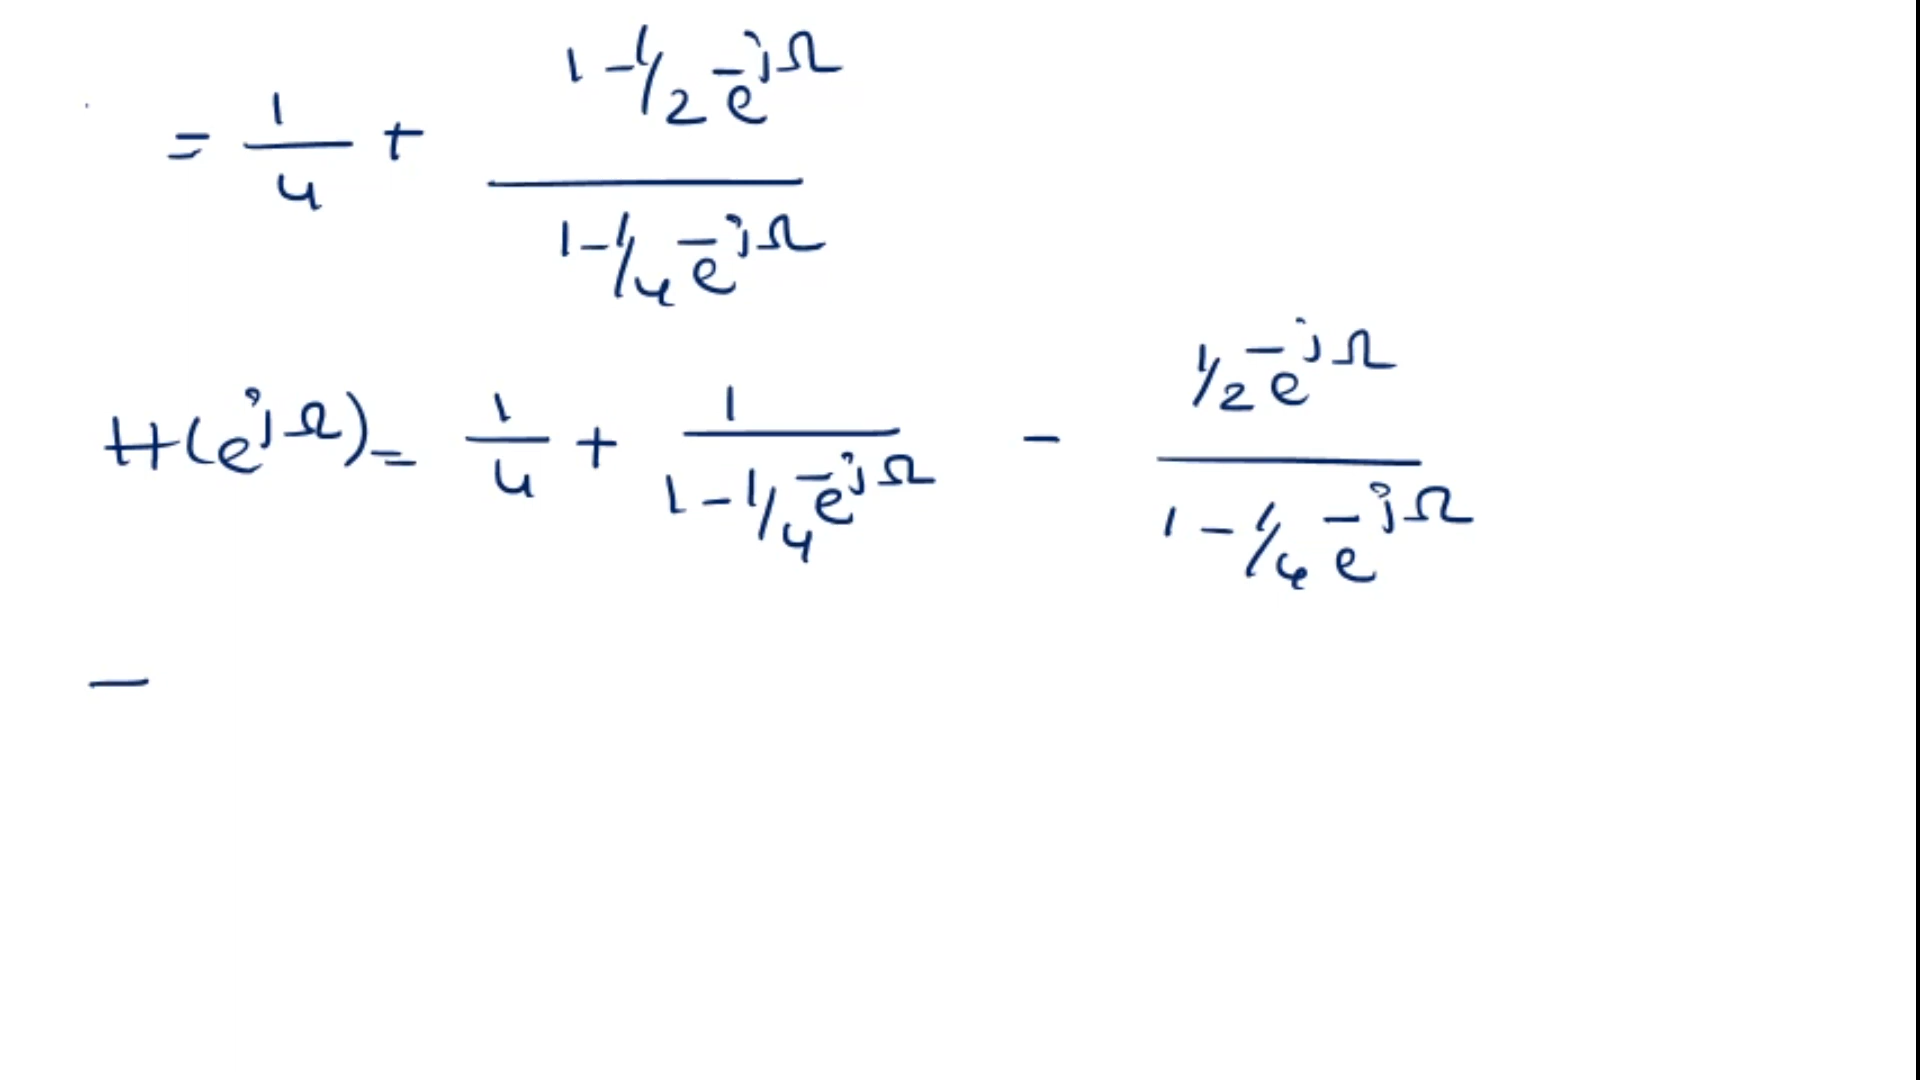 = 1/4 + (1 - 1/2 e^-jΩ)/(1 - 1/4 e^-jΩ)
H(e^jΩ) = 1/4 + 1/(1 - 1/4 e^-jΩ) - (1/2 e^-jΩ)/(1 - 1/4 e^-jΩ)
—